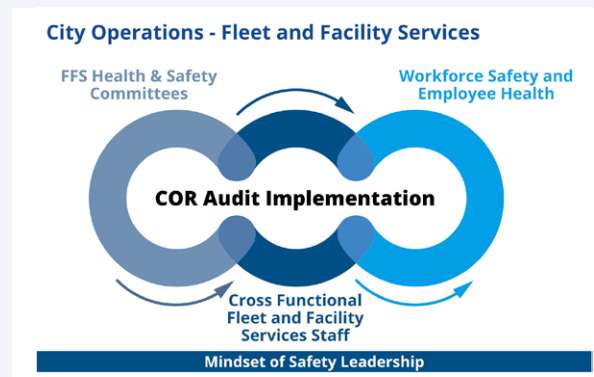 City Operations - Fleet and Facility Services
FFS Health & Safety
Committees
Workforce Safety and
Employee Health
COR Audit Implementation
Cross Functional
Fleet and Facility
Services Staff
Mindset of Safety Leadership